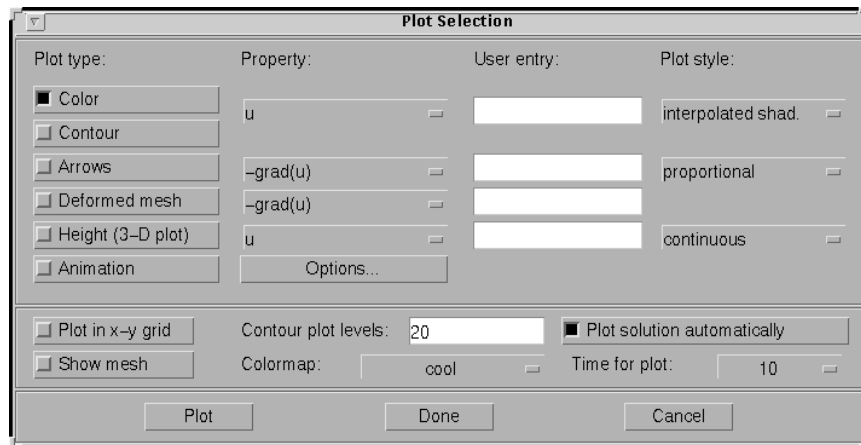 Plot Selection
Plot type: Property: User entry: Plot style:
Color
u interpolated shad.
Contour
Arrows −grad(u) proportional
Deformed mesh −grad(u)
Height (3−D plot) u continuous
Animation Options...
Plot in x−y grid Contour plot levels: 20 Plot solution automatically
Show mesh Colormap: cool Time for plot: 10
Plot Done Cancel